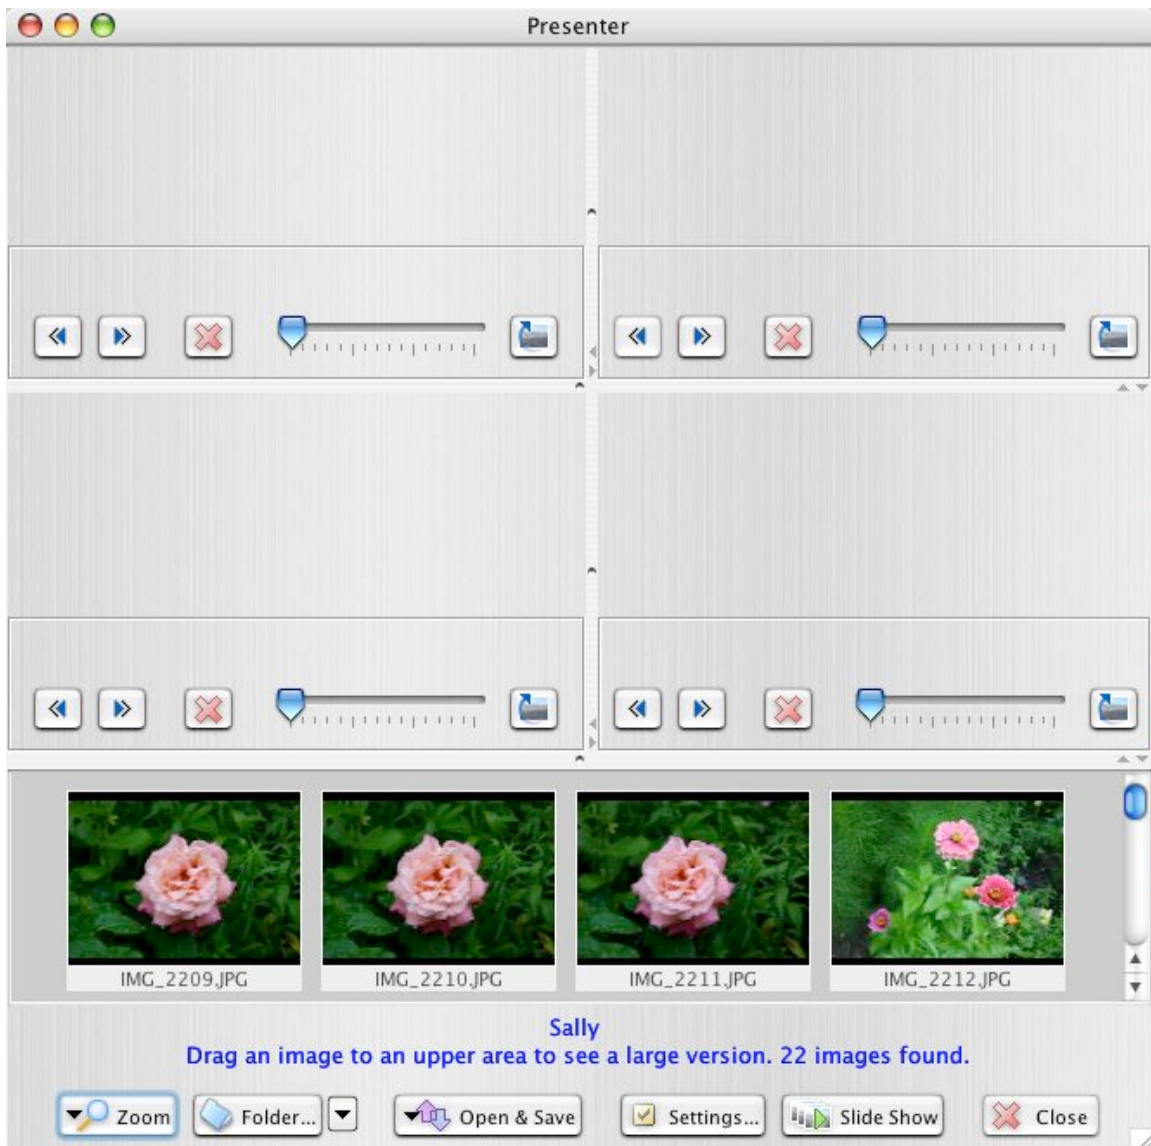 Presenter
IMG_2209.JPG
IMG_2210.JPG
IMG_2211.JPG
IMG_2212.JPG
Sally
Drag an image to an upper area to see a large version. 22 images found.
Zoom
Folder...
Open & Save
Settings...
Slide Show
Close